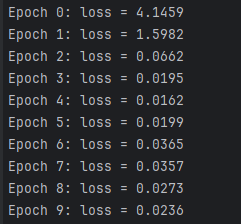 Epoch 0: loss = 4.1459
Epoch 1: loss = 1.5982
Epoch 2: loss = 0.0662
Epoch 3: loss = 0.0195
Epoch 4: loss = 0.0162
Epoch 5: loss = 0.0199
Epoch 6: loss = 0.0365
Epoch 7: loss = 0.0357
Epoch 8: loss = 0.0273
Epoch 9: loss = 0.0236